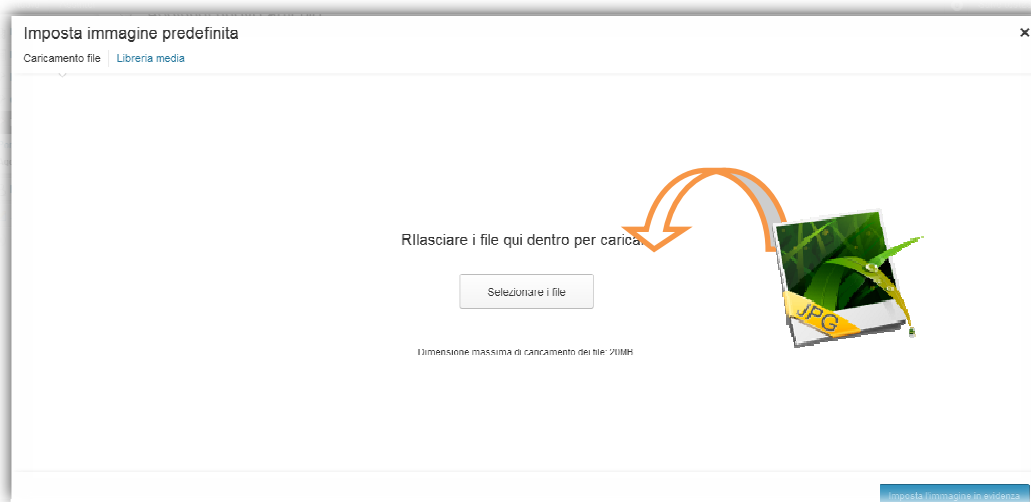 Imposta immagine predefinita
×
Caricamento file Libreria media
RIlasciare i file qui dentro per carica
Selezionare i file
JPG
Dimensione massima di caricamento dei file: 20MB
Imposta l'immagine in evidenza